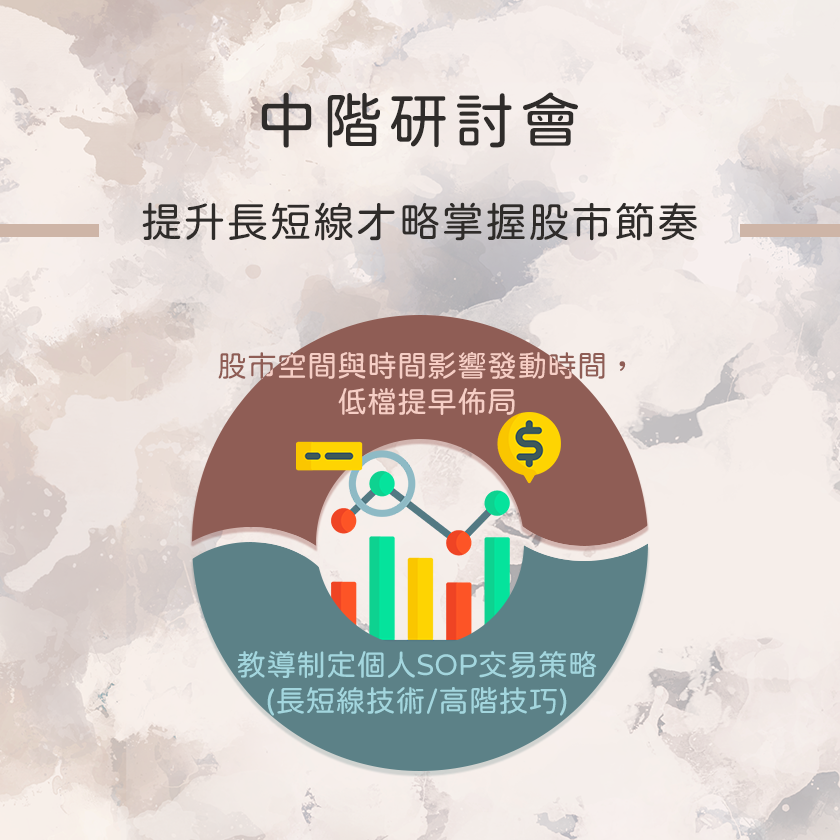 中階研討會
提升長短線才略掌握股市節奏
股市空間與時間影響發動時間，
低檔提早佈局
$
教導制定個人SOP交易策略
(長短線技術/高階技巧)